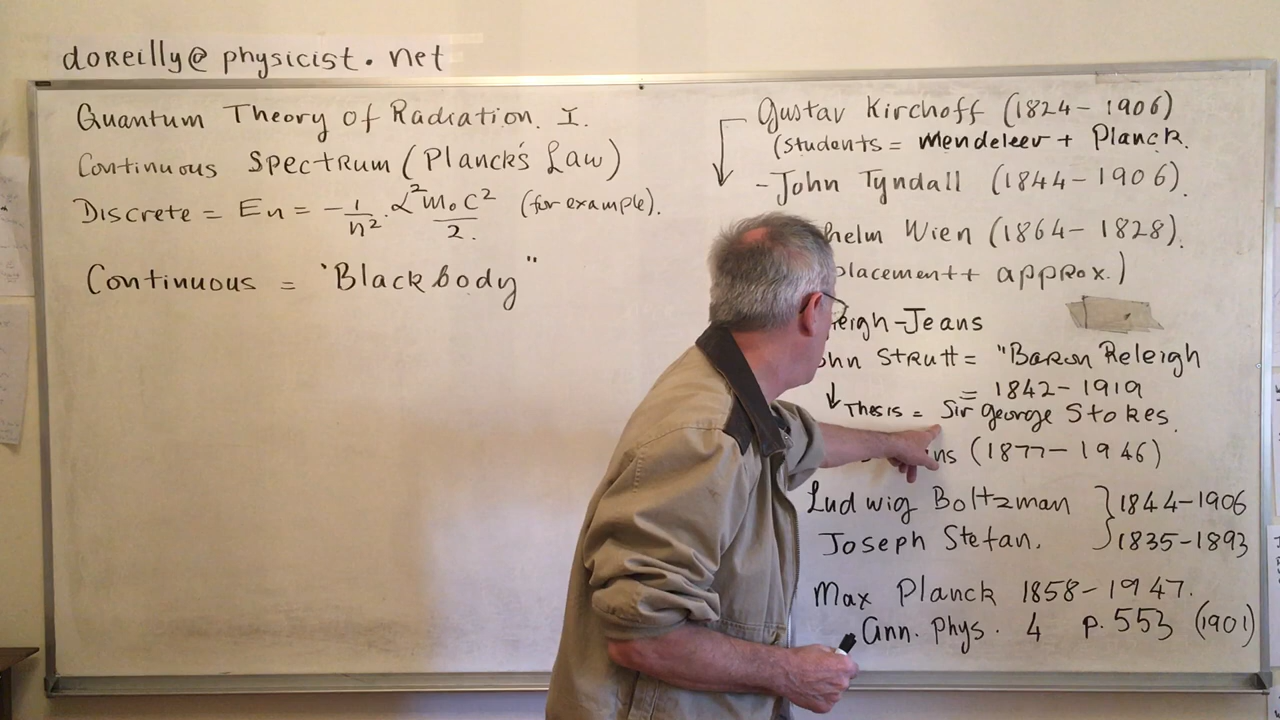 doReilly@physicist.net
Quantum Theory of Radiation. I.
Continuous Spectrum (Planck's Law)
Discrete = En = -1/n². α²m₀c²/2. (for example).
Continuous = 'Blackbody"
Gustav Kirchoff (1824-1906)
(students = Mendeleev + Planck.
-John Tyndall (1844-1906).
helm Wien (1864-1828).
placement + approx.)
eigh-Jeans
ohn Strutt = "Baron Releigh
= 1842-1919
↓ Thesis = Sir george Stokes.
ns (1877-1946)
Ludwig Boltzman } 1844-1906
Joseph Stefan. } 1835-1893
Max Planck 1858-1947.
Ann. Phys. 4 p. 553 (1901)